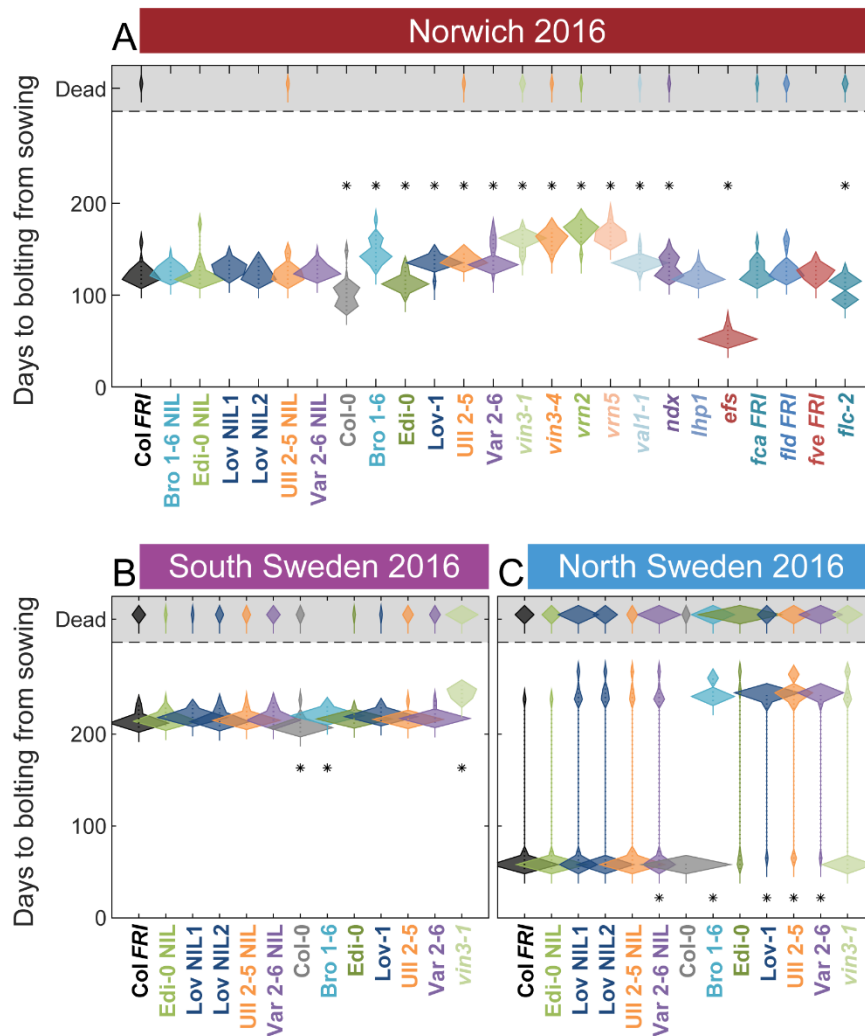 A
Norwich 2016
Days to bolting from sowing
Dead
200
100
0
*
*
*
*
*
*
*
*
*
*
*
*
*
*
Col FRI
Bro 1-6 NIL
Edi-0 NIL
Lov NIL1
Lov NIL2
Ull 2-5 NIL
Var 2-6 NIL
Col-0
Bro 1-6
Edi-0
Lov-1
Ull 2-5
Var 2-6
vin3-1
vin3-4
vrn2
vrn5
val1-1
ndx
lhp1
efs
fca FRI
fld FRI
fve FRI
flc-2
B
South Sweden 2016
Days to bolting from sowing
Dead
200
100
0
*
*
*
Col FRI
Edi-0 NIL
Lov NIL1
Lov NIL2
Ull 2-5 NIL
Var 2-6 NIL
Col-0
Bro 1-6
Edi-0
Lov-1
Ull 2-5
Var 2-6
vin3-1
C
North Sweden 2016
*
*
*
*
*
Col FRI
Edi-0 NIL
Lov NIL1
Lov NIL2
Ull 2-5 NIL
Var 2-6 NIL
Col-0
Bro 1-6
Edi-0
Lov-1
Ull 2-5
Var 2-6
vin3-1